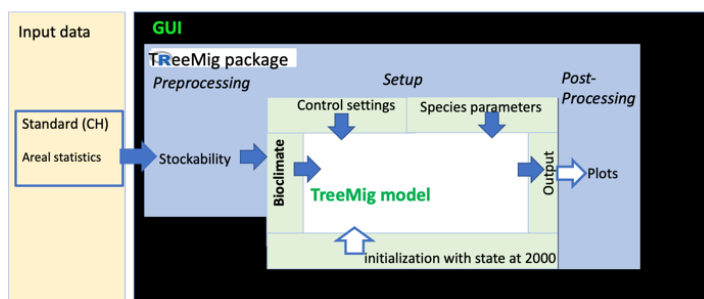 Input data
GUI
TReeMig package
Preprocessing
Setup
Post-
Processing
Control settings
Species parameters
Standard (CH)
Areal statistics
Stockability
Bioclimate
TreeMig model
Output
Plots
initialization with state at 2000